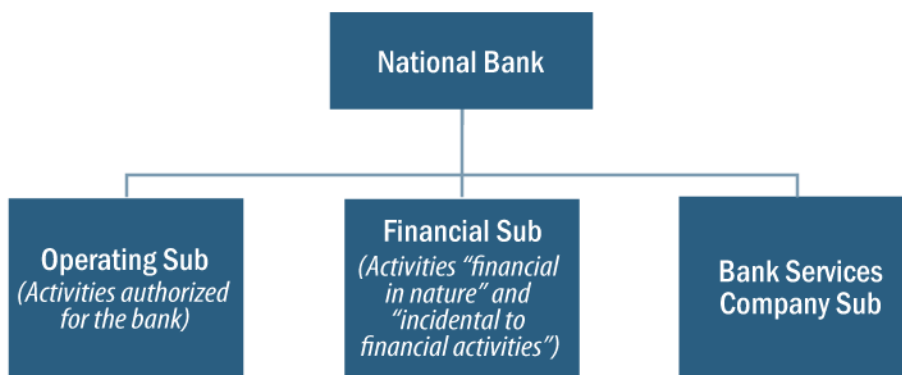 National Bank
Operating Sub
(Activities authorized
for the bank)
Financial Sub
(Activities “financial
in nature” and
“incidental to
financial activities”)
Bank Services
Company Sub